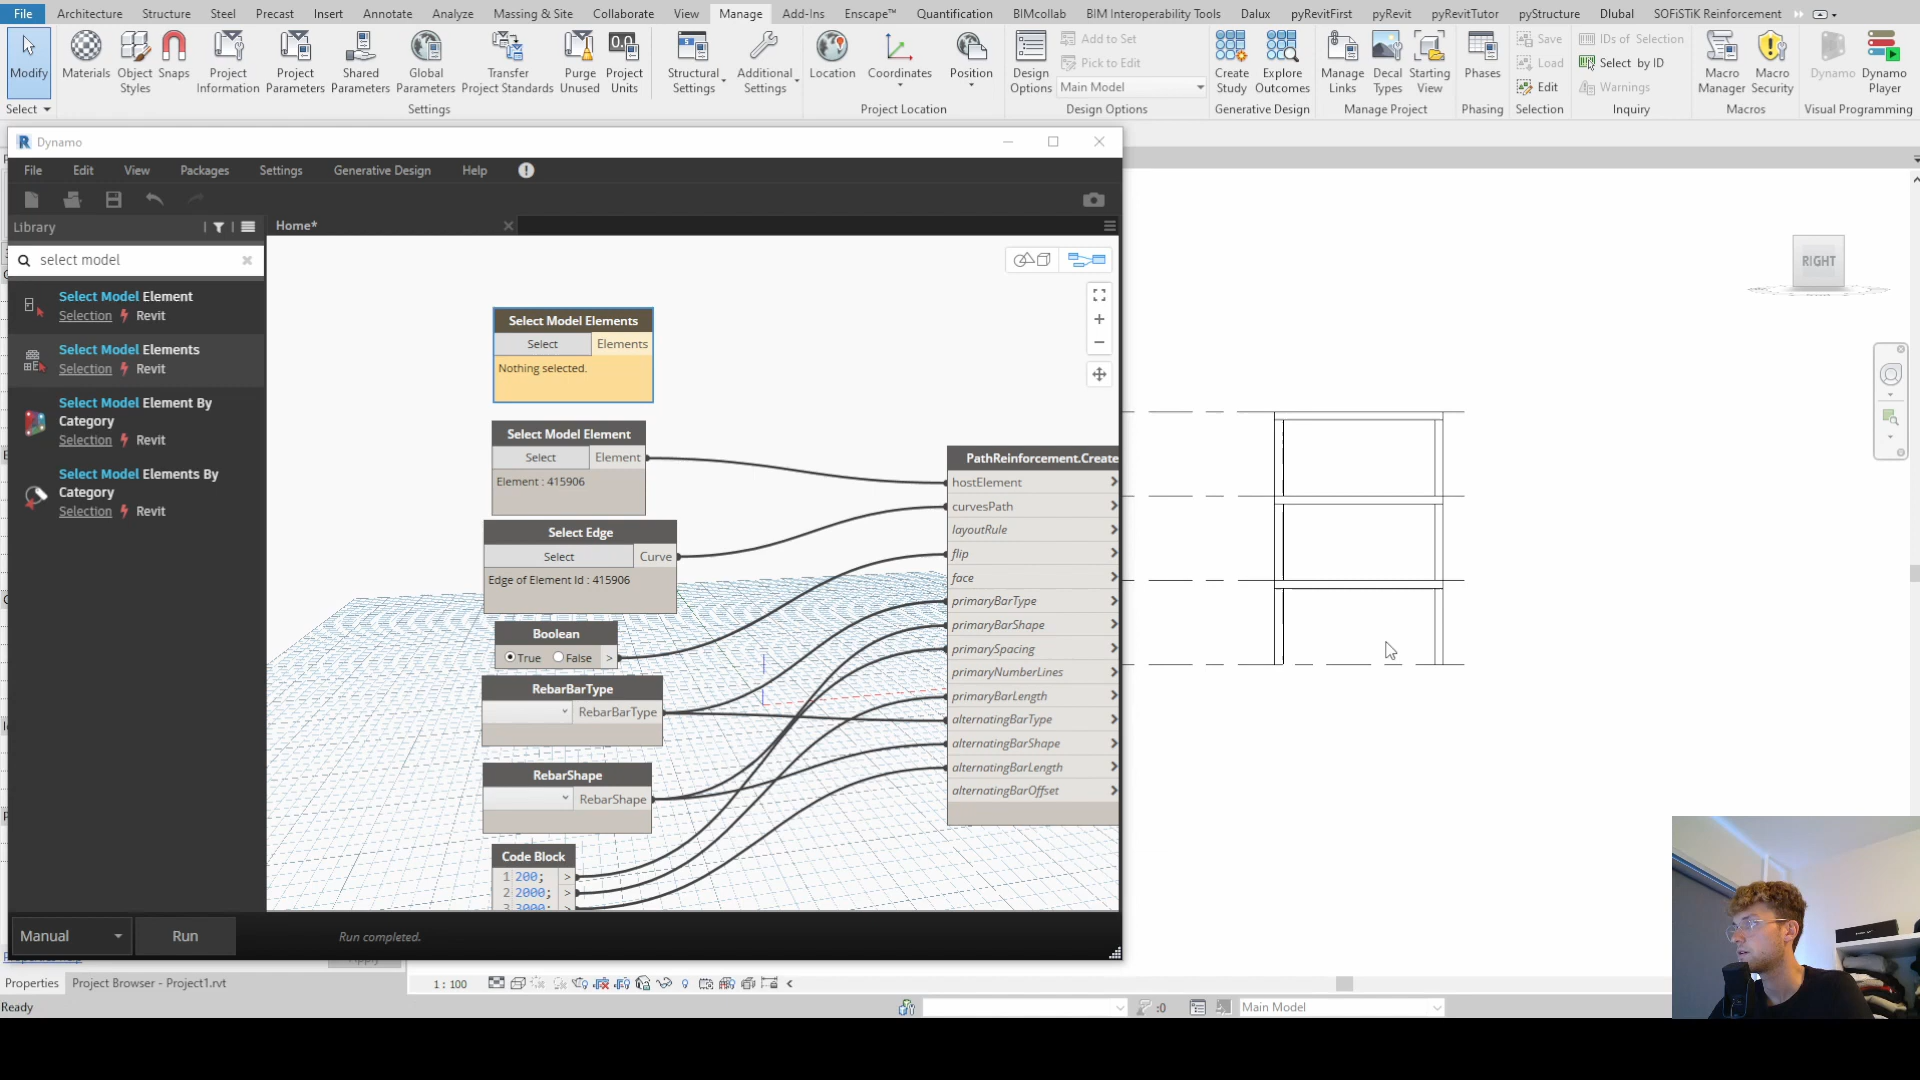 File Architecture Structure Steel Precast Insert Annotate Analyze Massing & Site Collaborate View Manage Add-Ins Enscape™ Quantification BIMcollab BIM Interoperability Tools Dalux pyRevitFirst pyRevit pyRevitTutor pyStructure Dlubal SOFiSTiK Reinforcement
Modify
Materials
Object Styles
Snaps
Project Information
Project Parameters
Shared Parameters
Global Parameters
Transfer Project Standards
Purge Unused
Project Units
Structural Settings
Additional Settings
Location
Coordinates
Position
Design Options
Add to Set
Pick to Edit
Main Model
Create Study
Explore Outcomes
Manage Links
Decal Types
Starting View
Phases
Save
Load
Edit
IDs of Selection
Select by ID
Warnings
Macro Manager
Macro Security
Dynamo
Dynamo Player
Select Settings Project Location Design Options Generative Design Manage Project Phasing Selection Inquiry Macros Visual Programming
R Dynamo
File Edit View Packages Settings Generative Design Help !
Library
Home*
select model
Select Model Element
Selection Revit
Select Model Elements
Selection Revit
Select Model Element By
Category
Selection Revit
Select Model Elements By
Category
Selection Revit
Select Model Elements
Select Elements
Nothing selected.
Select Model Element
Select Element
Element : 415906
Select Edge
Select Curve
Edge of Element Id : 415906
Boolean
True False >
RebarBarType
RebarBarType
RebarShape
RebarShape
Code Block
1 200; >
2 2000; >
3 3000; >
PathReinforcement.Create
hostElement
curvesPath
layoutRule
flip
face
primaryBarType
primaryBarShape
primarySpacing
primaryNumberLines
primaryBarLength
alternatingBarType
alternatingBarShape
alternatingBarLength
alternatingBarOffset
RIGHT
Manual Run Run completed.
Properties Project Browser - Project1.rvt
1 : 100
Ready
:0
Main Model